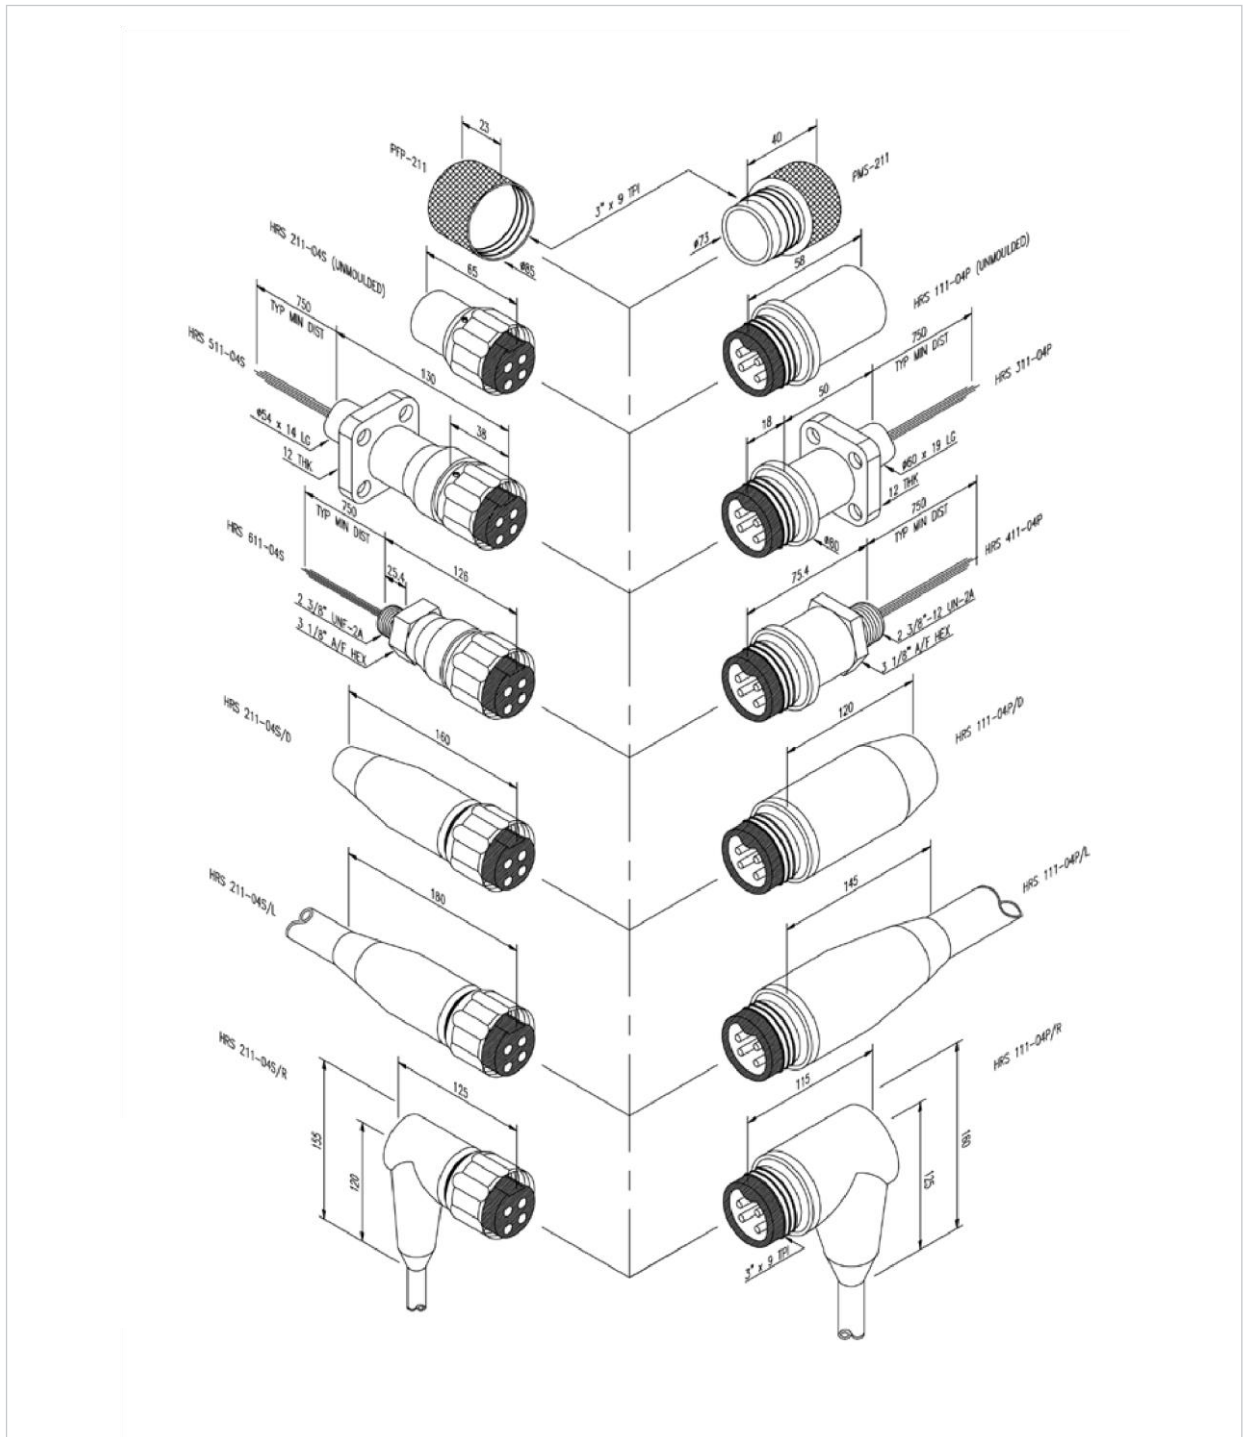 23
PFP-211
3" x 9 TPI
40
PMS-211
ø73
ø85
HRS 211-04S (UNMOULDED)
65
58
HRS 111-04P (UNMOULDED)
750
TYP MIN DIST
HRS 511-04S
130
38
ø54 x 14 LG
12 THK
750
TYP MIN DIST
HRS 311-04P
50
18
ø60 x 19 LG
12 THK
ø80
750
TYP MIN DIST
HRS 611-04S
126
25.4
2 3/8" UNF-2A
3 1/8" A/F HEX
750
TYP MIN DIST
HRS 411-04P
75.4
2 3/8"-12 UN-2A
3 1/8" A/F HEX
HRS 211-04S/D
160
120
HRS 111-04P/D
HRS 211-04S/L
180
145
HRS 111-04P/L
HRS 211-04S/R
125
155
120
115
HRS 111-04P/R
160
125
3" x 9 TPI